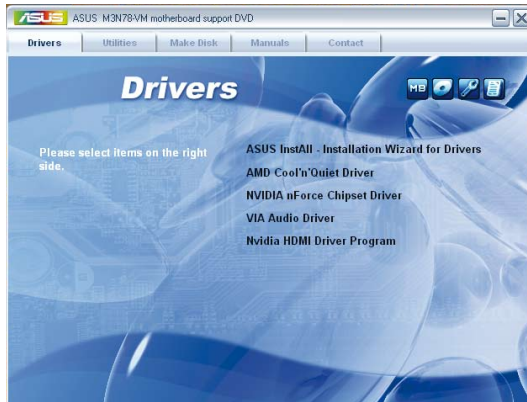 ASUS M3N78-VM motherboard support DVD
Drivers Utilities Make Disk Manuals Contact
Drivers
MB
Please select items on the right
side.
ASUS InstAll - Installation Wizard for Drivers
AMD Cool'n'Quiet Driver
NVIDIA nForce Chipset Driver
VIA Audio Driver
Nvidia HDMI Driver Program